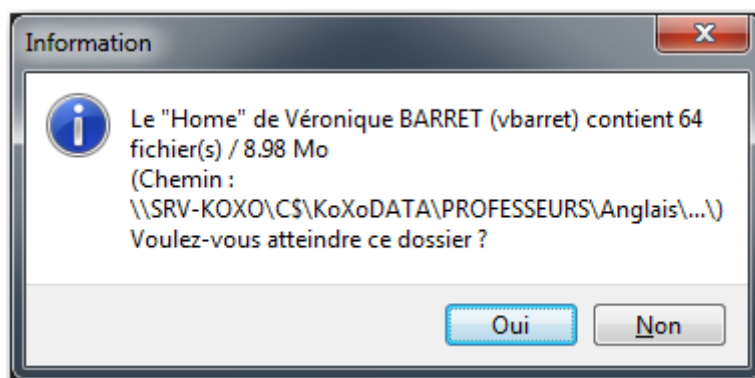 Information
Le "Home" de Véronique BARRET (vbarret) contient 64
fichier(s) / 8.98 Mo
(Chemin :
\\SRV-KOXO\C$\KoXoDATA\PROFESSEURS\Anglais\...\)
Voulez-vous atteindre ce dossier ?
Oui
Non